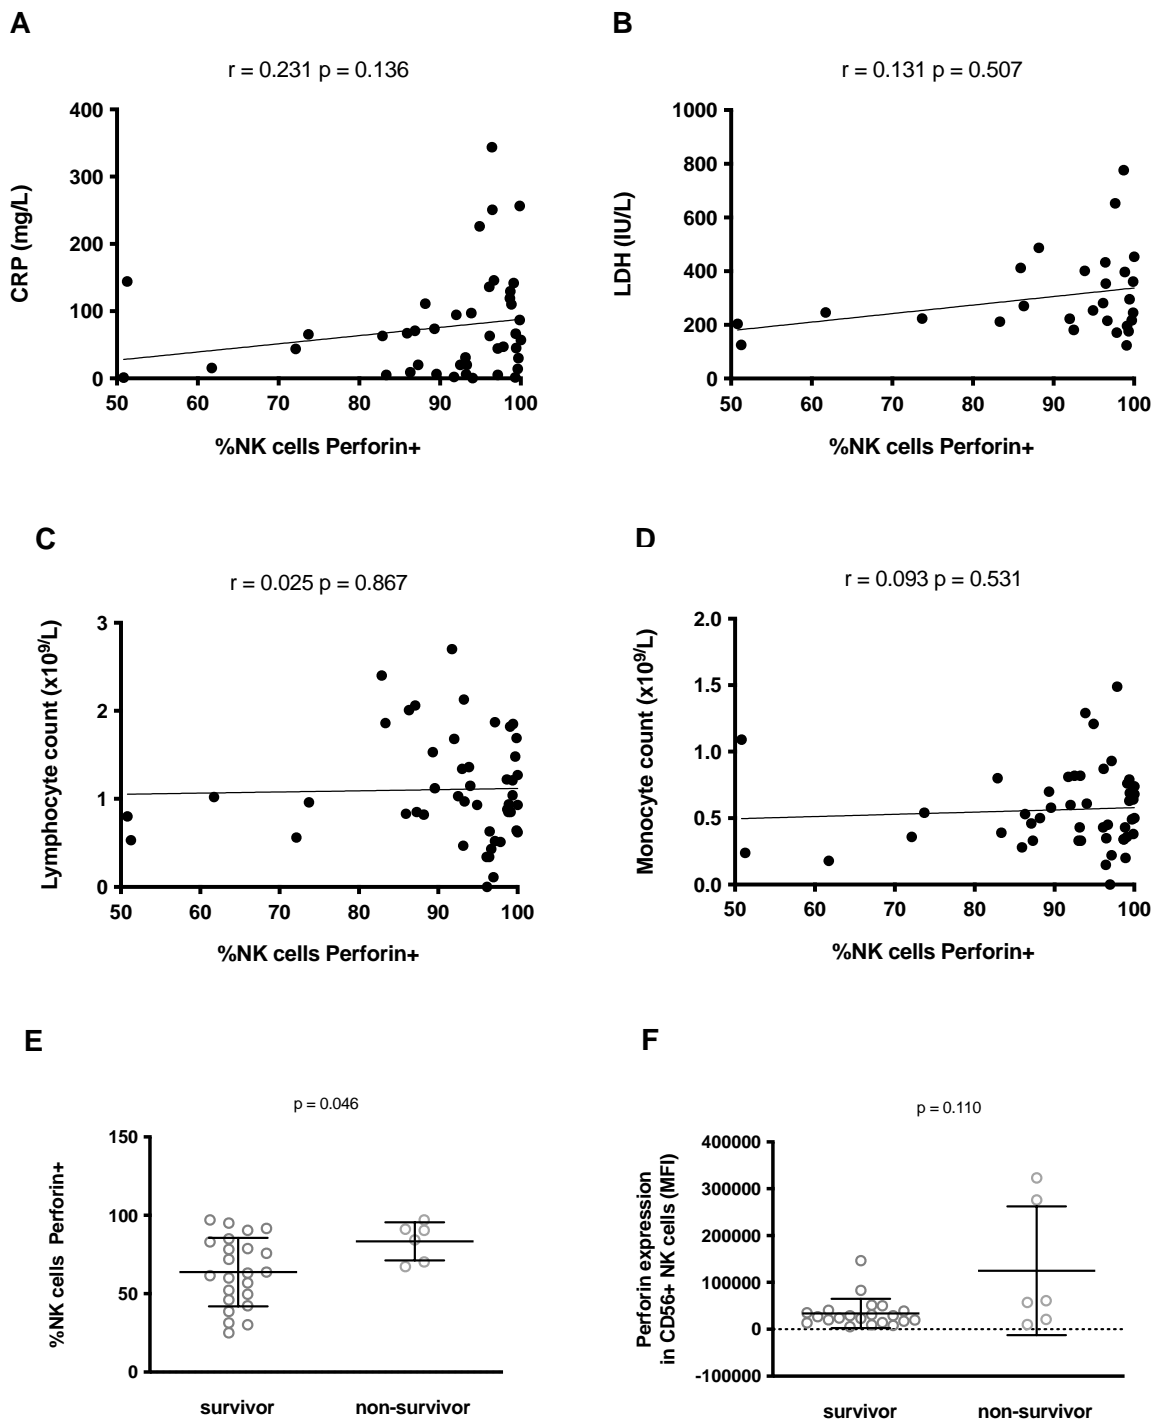 A
B
r = 0.231 p = 0.136
r = 0.131 p = 0.507
400
300
200
100
0
CRP (mg/L)
50 60 70 80 90 100
%NK cells Perforin+
1000
800
600
400
200
0
LDH (IU/L)
50 60 70 80 90 100
%NK cells Perforin+
C
D
r = 0.025 p = 0.867
r = 0.093 p = 0.531
3
2
1
0
Lymphocyte count (x10⁹/L)
50 60 70 80 90 100
%NK cells Perforin+
2.0
1.5
1.0
0.5
0.0
Monocyte count (x10⁹/L)
50 60 70 80 90 100
%NK cells Perforin+
E
F
p = 0.046
p = 0.110
150
100
50
0
%NK cells Perforin+
survivor non-survivor
400000
300000
200000
100000
0
-100000
Perforin expression
in CD56+ NK cells (MFI)
survivor non-survivor